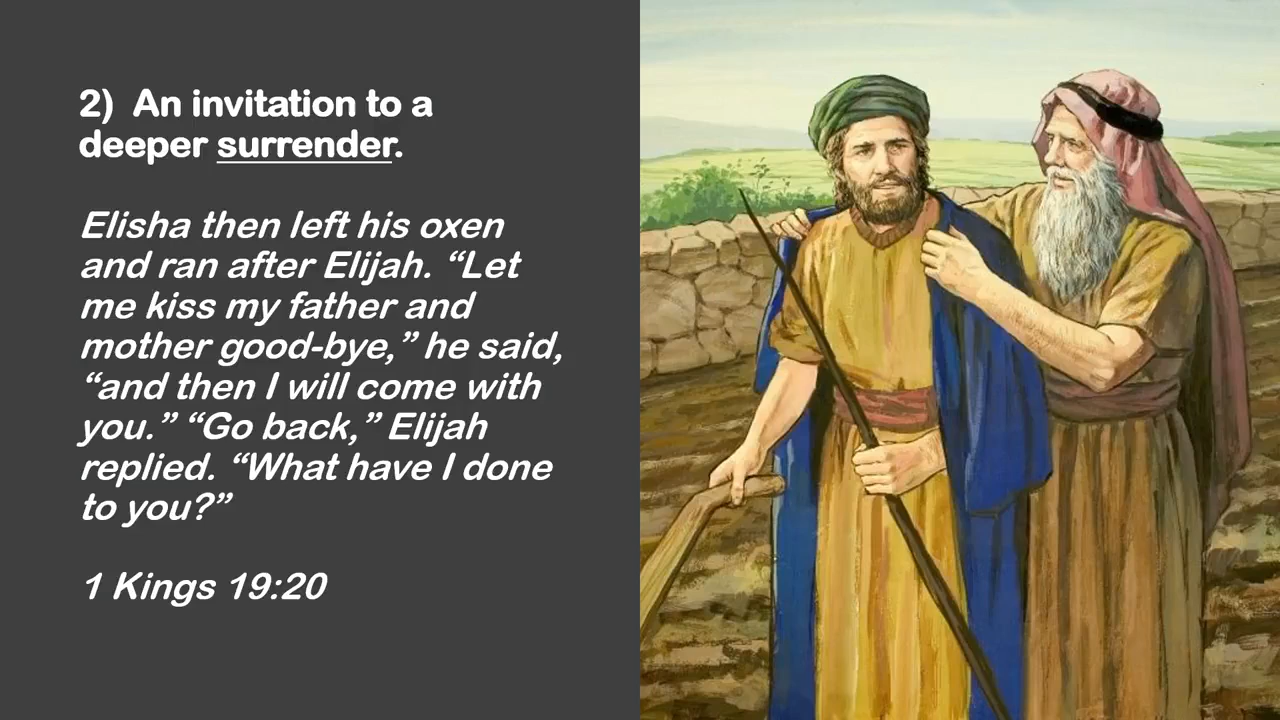 2)  An invitation to a
deeper surrender.
Elisha then left his oxen
and ran after Elijah. “Let
me kiss my father and
mother good-bye,” he said,
“and then I will come with
you.” “Go back,” Elijah
replied. “What have I done
to you?”
1 Kings 19:20